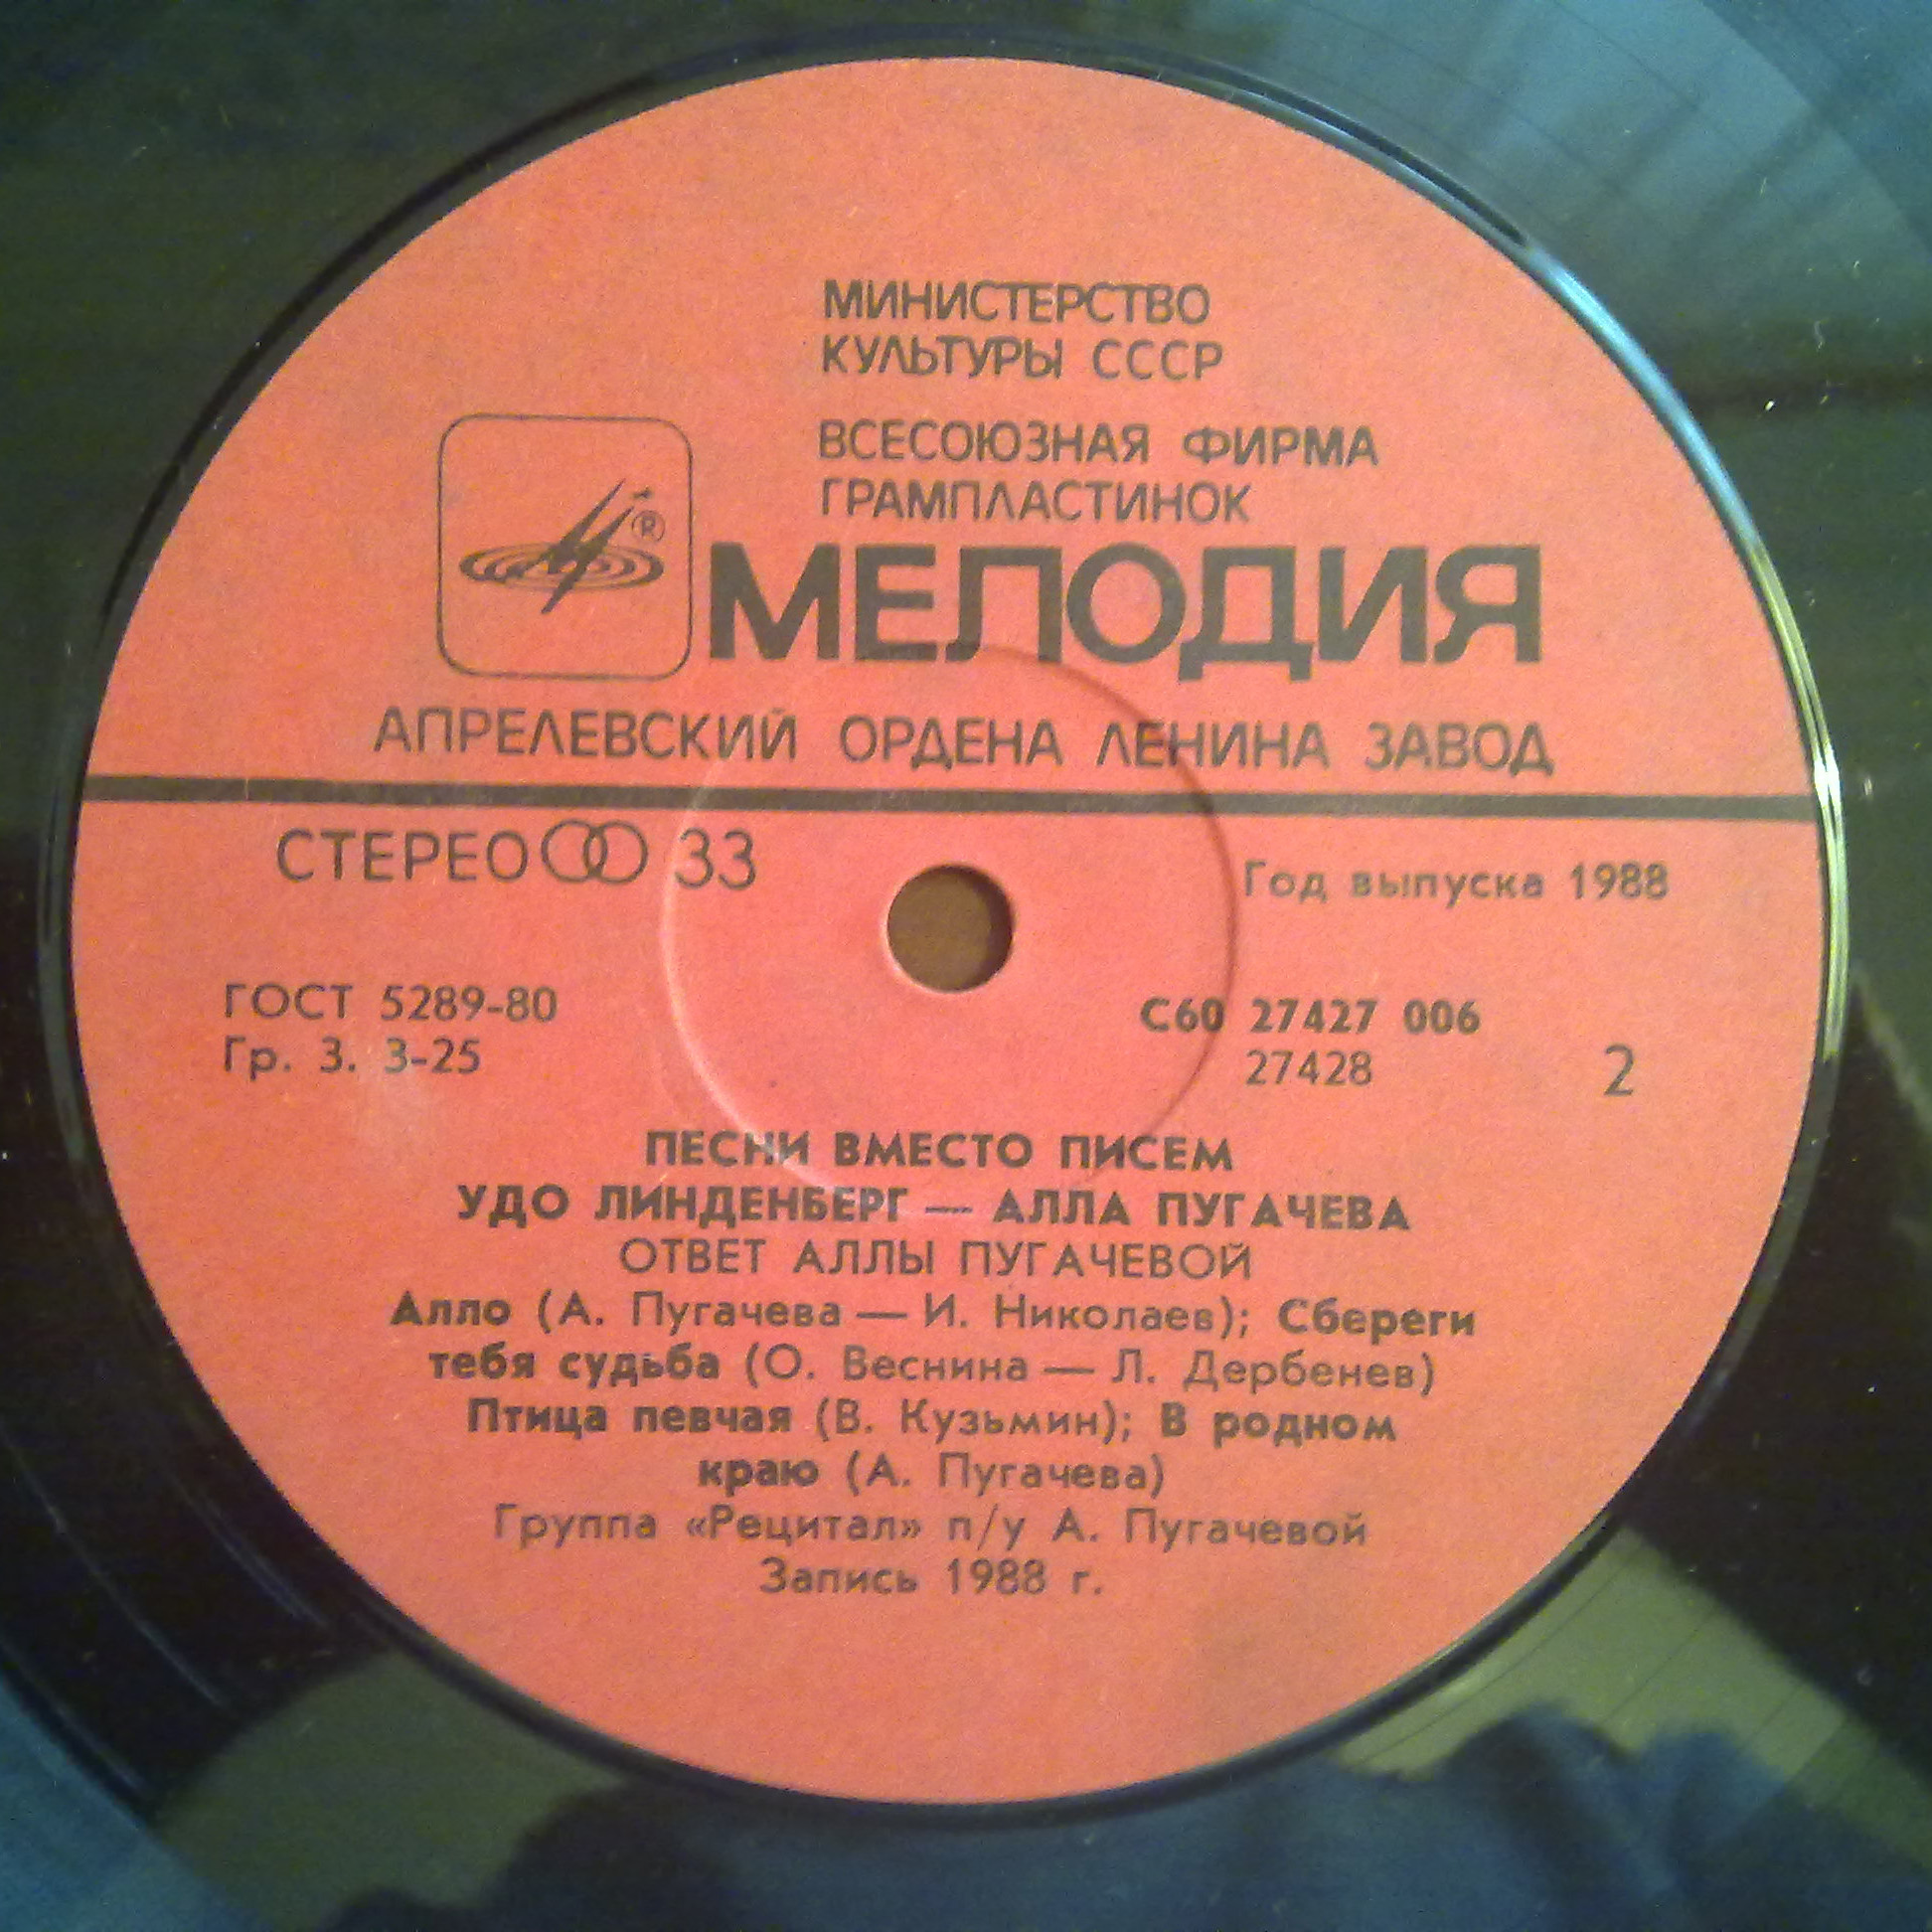 МИНИСТЕРСТВО
КУЛЬТУРЫ СССР
ВСЕСОЮЗНАЯ ФИРМА
ГРАМПЛАСТИНОК
®
МЕЛОДИЯ
АПРЕЛЕВСКИЙ ОРДЕНА ЛЕНИНА ЗАВОД
СТЕРЕО 33
Год выпуска 1988
ГОСТ 5289-80
Гр. 3. 3-25
С60 27427 006
27428
2
ПЕСНИ ВМЕСТО ПИСЕМ
УДО ЛИНДЕНБЕРГ — АЛЛА ПУГАЧЕВА
ОТВЕТ АЛЛЫ ПУГАЧЕВОЙ
Алло (А. Пугачева — И. Николаев); Сбереги
тебя судьба (О. Веснина — Л. Дербенев)
Птица певчая (В. Кузьмин); В родном
краю (А. Пугачева)
Группа «Рецитал» п/у А. Пугачевой
Запись 1988 г.